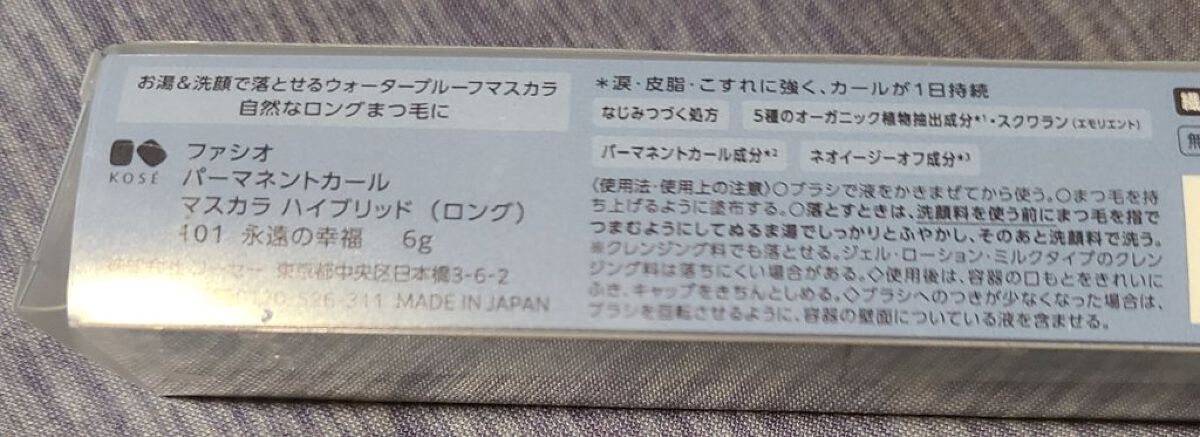 お湯&洗顔で落とせるウォータープルーフマスカラ
自然なロングまつ毛に
KOSÉ
ファシオ
パーマネントカール
マスカラ ハイブリッド（ロング）
101 永遠の幸福 6g
東京都中央区日本橋3-6-2
0120-526-311 MADE IN JAPAN
＊涙・皮脂・こすれに強く、カールが1日持続
なじみつづく処方
5種のオーガニック植物抽出成分*1・スクワラン（エモリエント）
パーマネントカール成分*2
ネオイージーオフ成分*3
〈使用法・使用上の注意〉○ブラシで液をかきまぜてから使う。○まつ毛を持
ち上げるように塗布する。○落とすときは、洗顔料を使う前にまつ毛を指で
つまむようにしてぬるま湯でしっかりとふやかし、そのあと洗顔料で洗う。
※クレンジング料でも落とせる。ジェル・ローション・ミルクタイプのクレン
ジング料は落ちにくい場合がある。◇使用後は、容器の口もとをきれいに
ふき、キャップをきちんとしめる。◇ブラシへのつきが少なくなった場合は、
ブラシを回転させるように、容器の壁面についている液を含ませる。